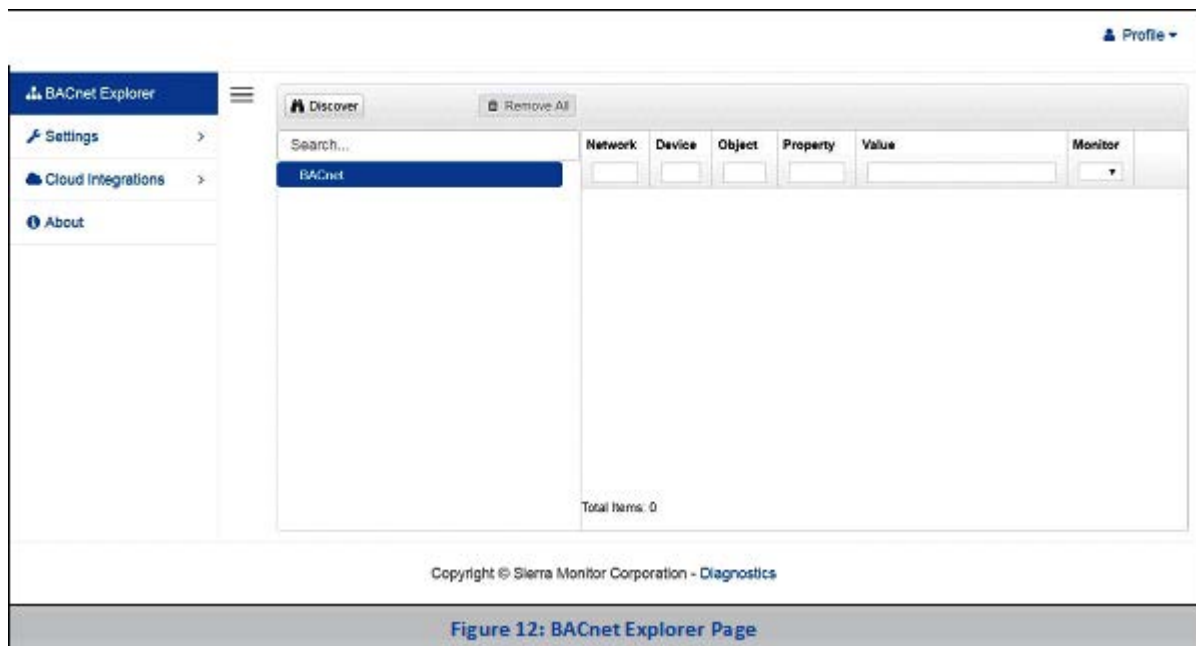 Profile
BACnet Explorer
Settings
Cloud Integrations
About
Discover
Remove All
Search...
BACnet
Network Device Object Property Value Monitor
Total Items: 0
Copyright © Sierra Monitor Corporation - Diagnostics
Figure 12: BACnet Explorer Page